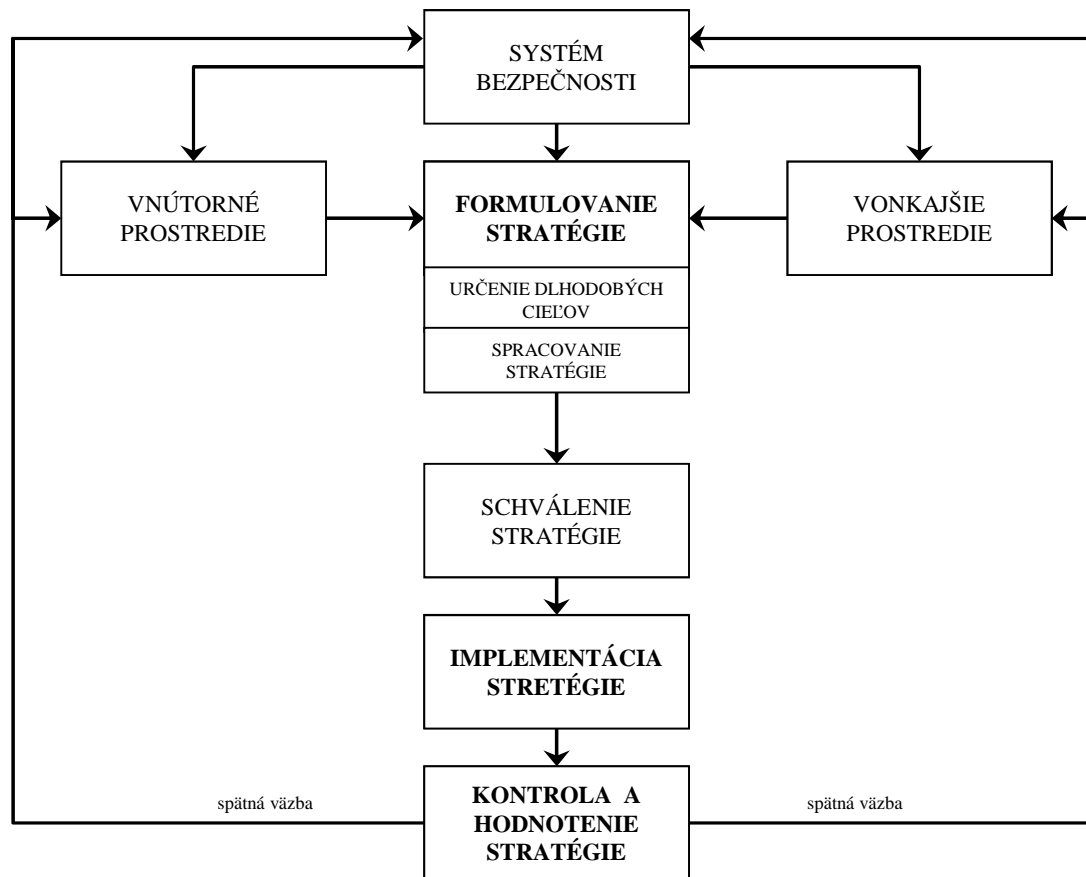 SYSTÉM
BEZPEČNOSTI
VNÚTORNÉ
PROSTREDIE
FORMULOVANIE
STRATÉGIE
VONKAJŠIE
PROSTREDIE
URČENIE DLHODOBÝCH
CIEĽOV
SPRACOVANIE
STRATÉGIE
SCHVÁLENIE
STRATÉGIE
IMPLEMENTÁCIA
STRETÉGIE
spätná väzba
KONTROLA A
HODNOTENIE
STRATÉGIE
spätná väzba